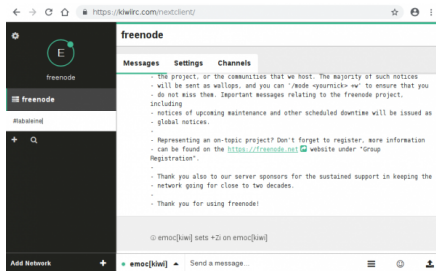 https://kiwiirc.com/nextclient/
freenode
E
freenode
Messages Settings Channels
freenode
#labaleine
- the project, or the communities that we host. The majority of such notices
- will be sent as wallops, and you can '/mode <yournick> +w' to ensure that you
- do not miss them. Important messages relating to the freenode project,
including
- notices of upcoming maintenance and other scheduled downtime will be issued as
- global notices.
-
- Representing an on-topic project? Don't forget to register, more information
- can be found on the https://freenode.net website under "Group
Registration".
-
- Thank you also to our server sponsors for the sustained support in keeping the
- network going for close to two decades.
-
- Thank you for using freenode!
emoc[kiwi] sets +Zi on emoc[kiwi]
Add Network +
emoc[kiwi] Send a message...